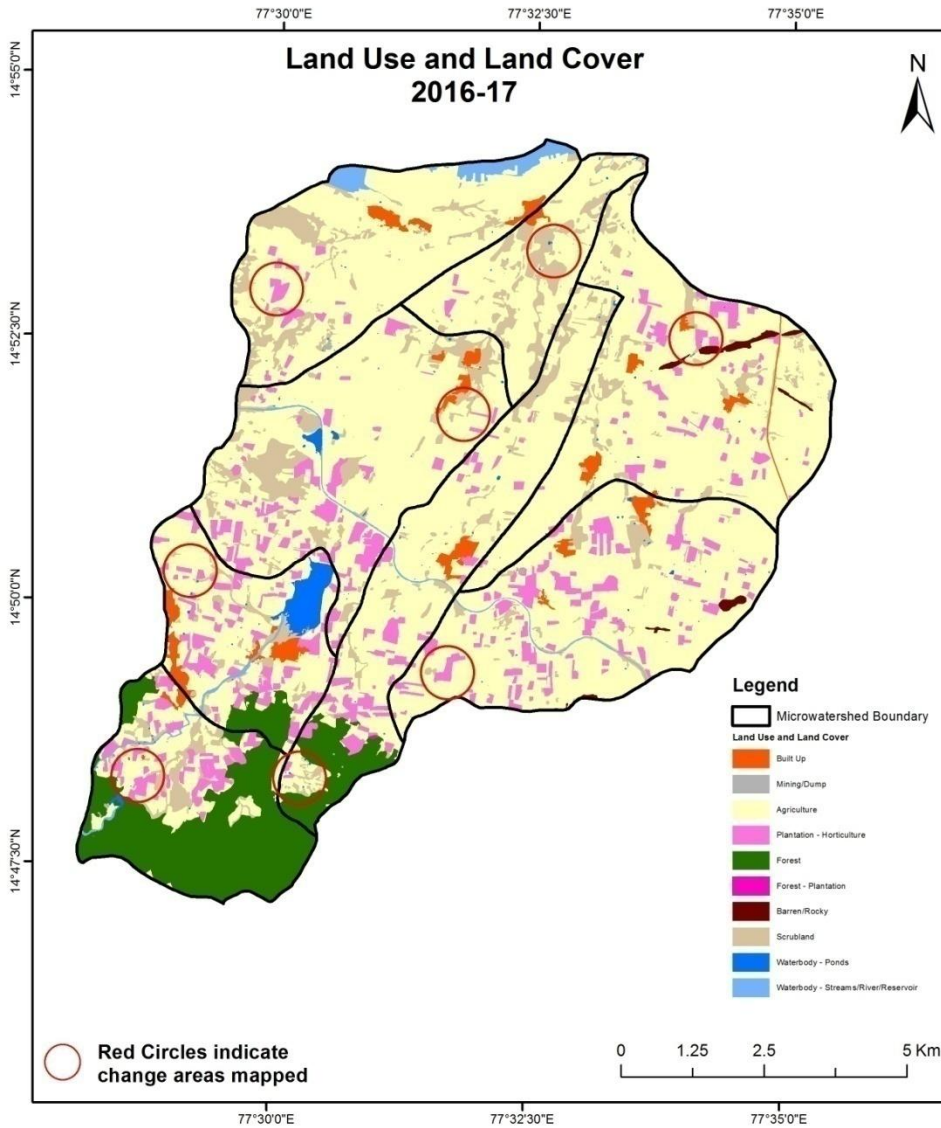 77°30'0"E 77°32'30"E 77°35'0"E
Land Use and Land Cover
2016-17
N
14°55'0"N
14°52'30"N
14°50'0"N
14°47'30"N
Legend
Microwatershed Boundary
Land Use and Land Cover
Built Up
Mining/Dump
Agriculture
Plantation - Horticulture
Forest
Forest - Plantation
Barren/Rocky
Scrubland
Waterbody - Ponds
Waterbody - Streams/River/Reservoir
Red Circles indicate
change areas mapped
0 1.25 2.5 5 Km
77°30'0"E 77°32'30"E 77°35'0"E